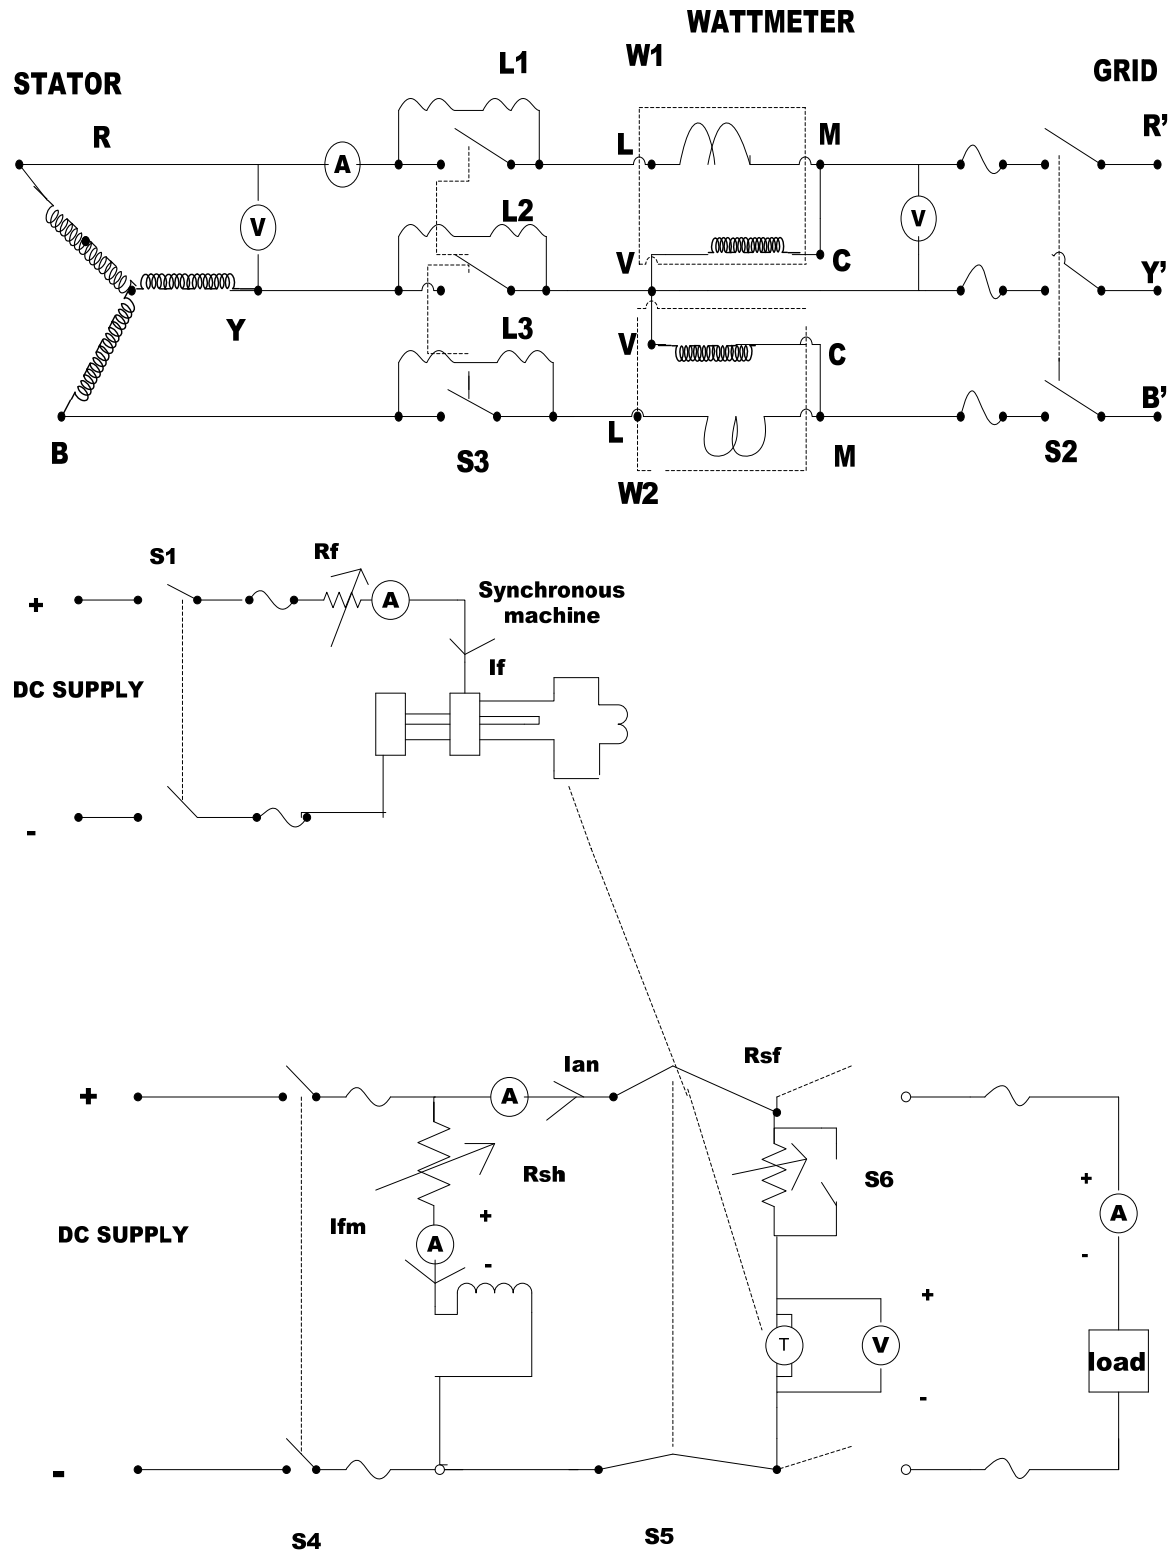 WATTMETER
W1
L1
STATOR
GRID
R
R'
L
M
A
V
V
L2
V
C
Y'
Y
L3
V
C
B'
B
L
S3
M
S2
W2
S1
Rf
+
A
Synchronous
machine
If
DC SUPPLY
-
Ian
Rsf
+
A
Rsh
S6
+
Ifm
+
A
DC SUPPLY
A
-
-
+
T
V
load
-
-
S4
S5